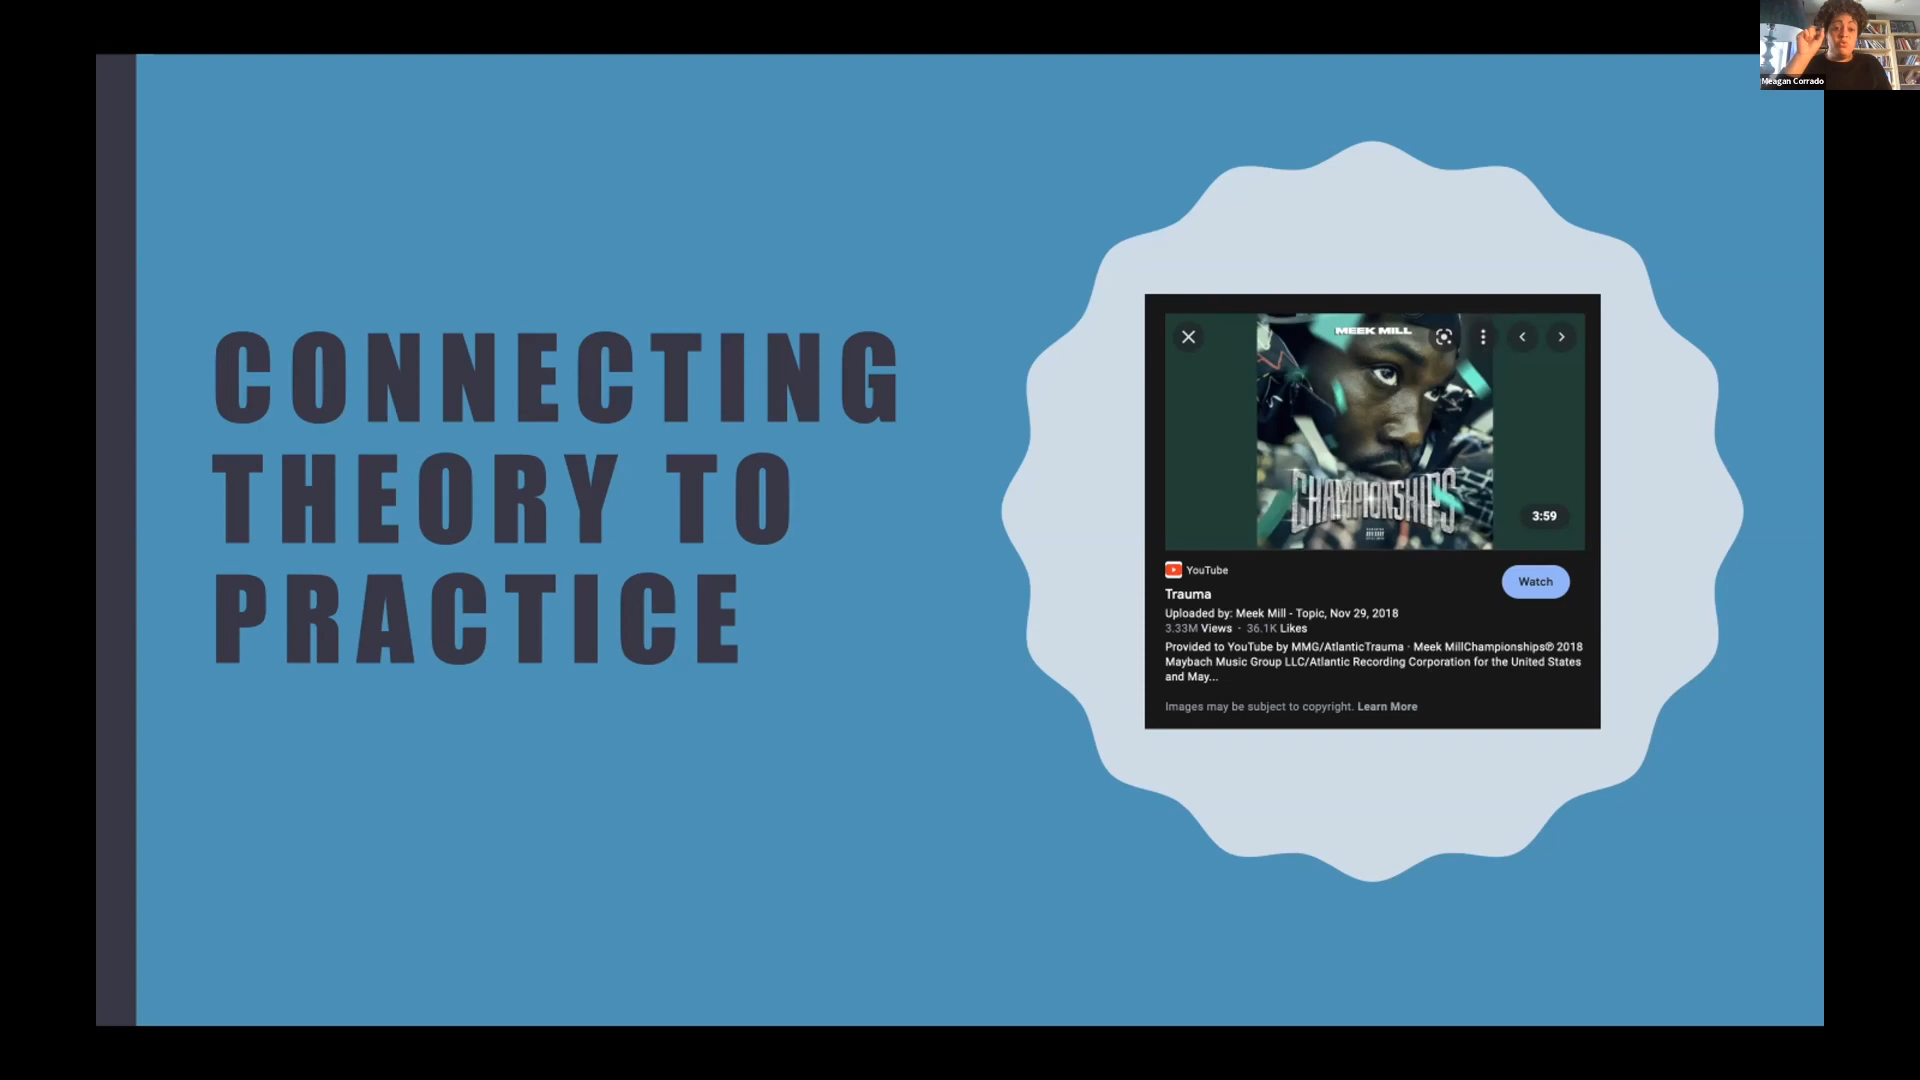 Meagan Corrado
CONNECTING
THEORY TO
PRACTICE
MEEK MILL
CHAMPIONSHIPS
3:59
YouTube
Watch
Trauma
Uploaded by: Meek Mill - Topic, Nov 29, 2018
3.33M Views · 36.1K Likes
Provided to YouTube by MMG/AtlanticTrauma · Meek MillChampionships℗ 2018
Maybach Music Group LLC/Atlantic Recording Corporation for the United States
and May...
Images may be subject to copyright. Learn More